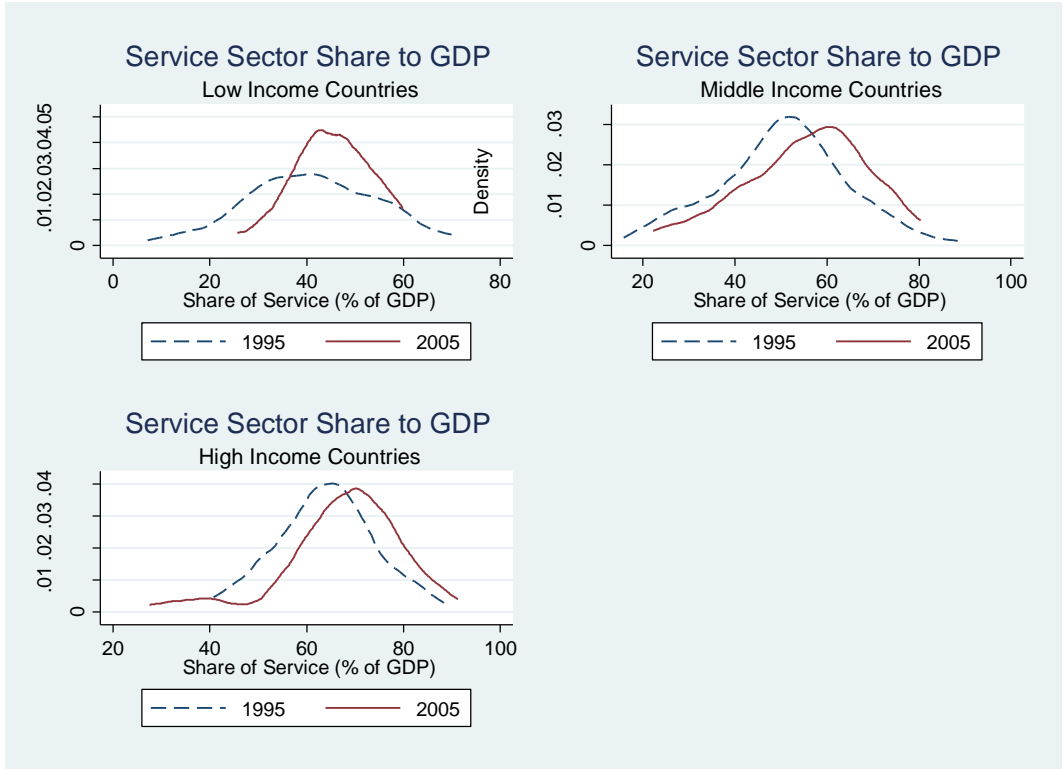 Service Sector Share to GDP
Low Income Countries
0 .01.02.03.04.05
0 20 40 60 80
Share of Service (% of GDP)
1995 2005
Service Sector Share to GDP
Middle Income Countries
Density
0 .01 .02 .03
20 40 60 80 100
Share of Service (% of GDP)
1995 2005
Service Sector Share to GDP
High Income Countries
0 .01 .02 .03 .04
20 40 60 80 100
Share of Service (% of GDP)
1995 2005